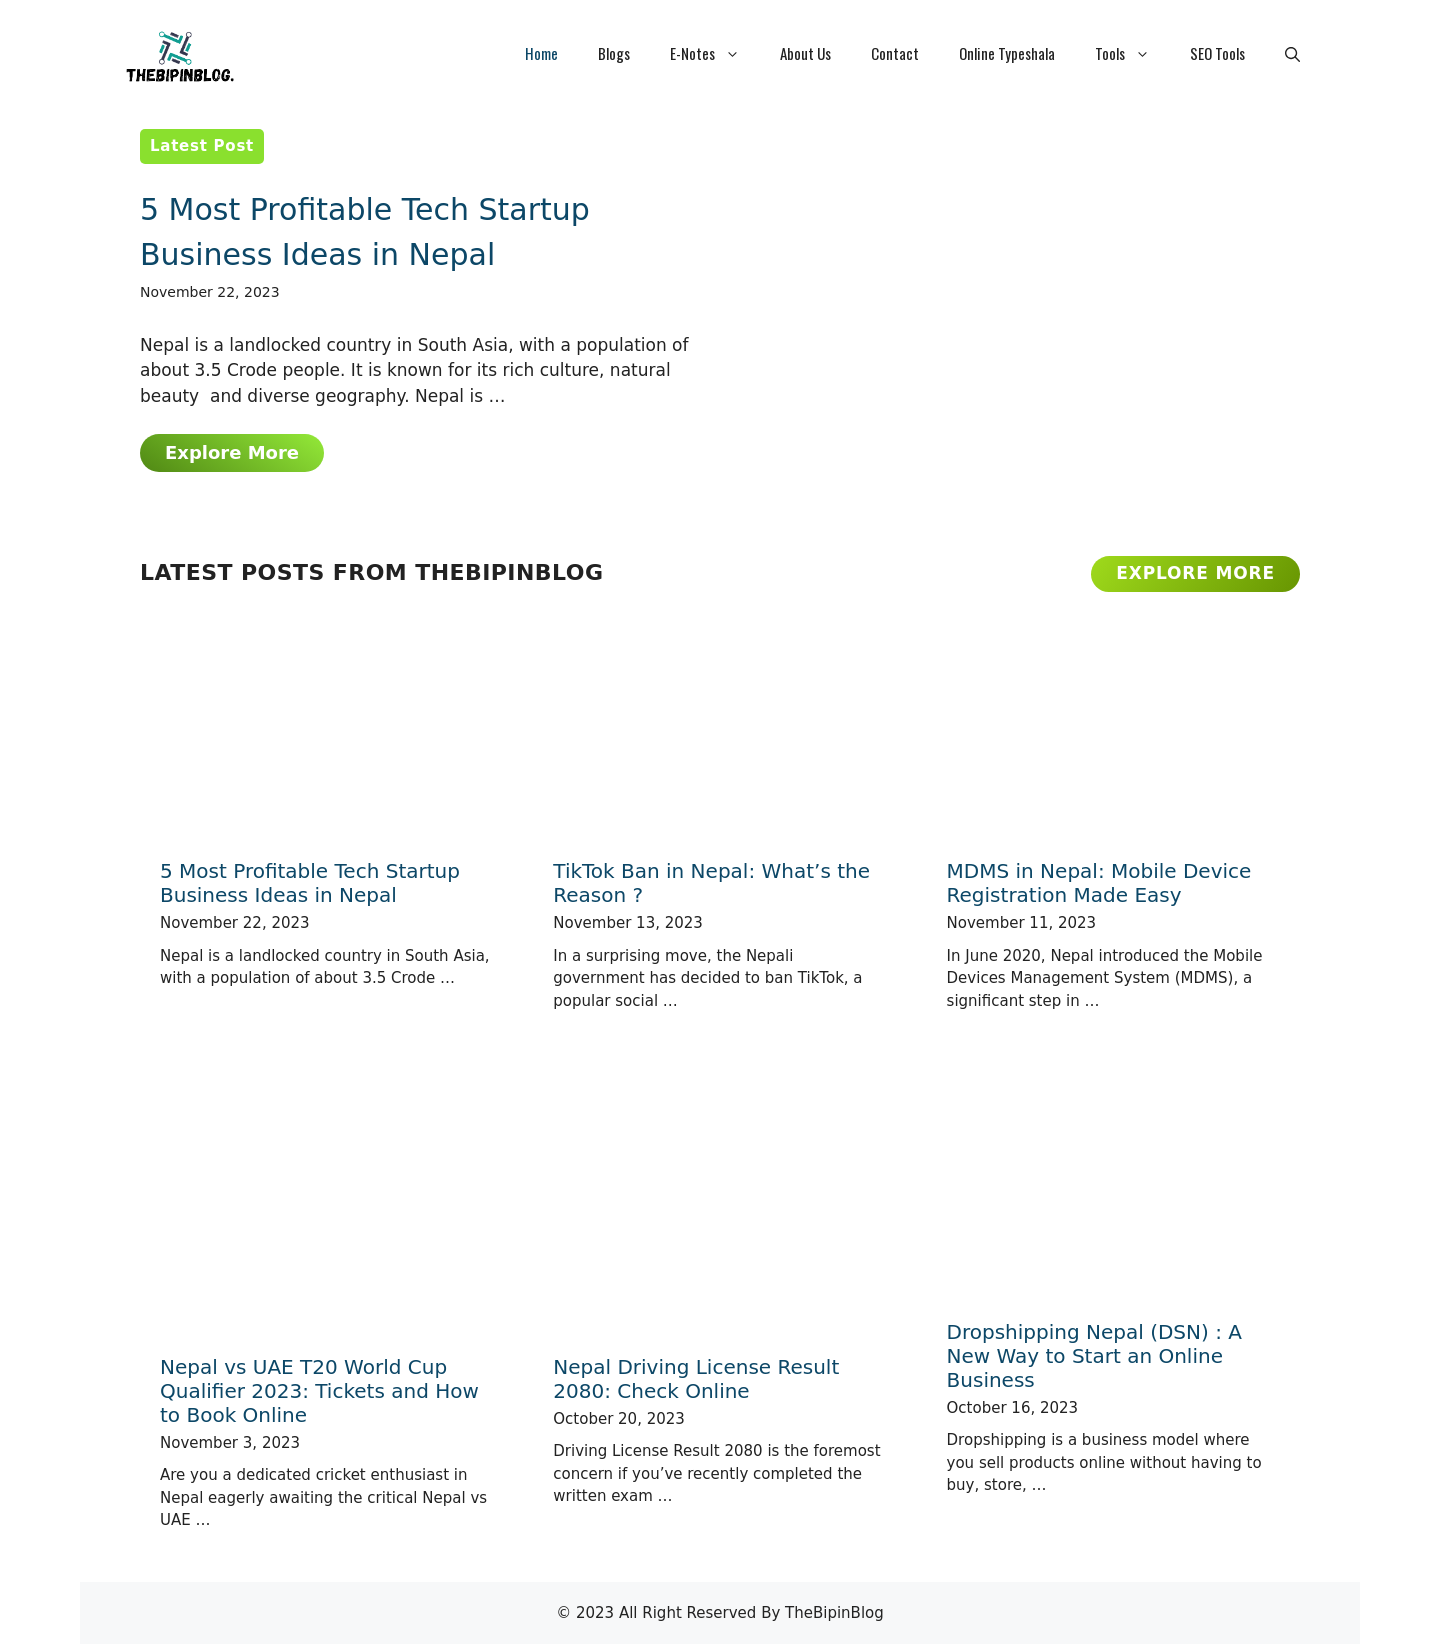 THEBIPINBLOG.
Home Blogs E-Notes About Us Contact Online Typeshala Tools SEO Tools
Latest Post
5 Most Profitable Tech Startup
Business Ideas in Nepal
November 22, 2023
Nepal is a landlocked country in South Asia, with a population of
about 3.5 Crode people. It is known for its rich culture, natural
beauty  and diverse geography. Nepal is …
Explore More
LATEST POSTS FROM THEBIPINBLOG
EXPLORE MORE
5 Most Profitable Tech Startup
Business Ideas in Nepal
November 22, 2023
Nepal is a landlocked country in South Asia,
with a population of about 3.5 Crode …
TikTok Ban in Nepal: What’s the
Reason ?
November 13, 2023
In a surprising move, the Nepali
government has decided to ban TikTok, a
popular social …
MDMS in Nepal: Mobile Device
Registration Made Easy
November 11, 2023
In June 2020, Nepal introduced the Mobile
Devices Management System (MDMS), a
significant step in …
Nepal vs UAE T20 World Cup
Qualifier 2023: Tickets and How
to Book Online
November 3, 2023
Are you a dedicated cricket enthusiast in
Nepal eagerly awaiting the critical Nepal vs
UAE …
Nepal Driving License Result
2080: Check Online
October 20, 2023
Driving License Result 2080 is the foremost
concern if you’ve recently completed the
written exam …
Dropshipping Nepal (DSN) : A
New Way to Start an Online
Business
October 16, 2023
Dropshipping is a business model where
you sell products online without having to
buy, store, …
© 2023 All Right Reserved By TheBipinBlog